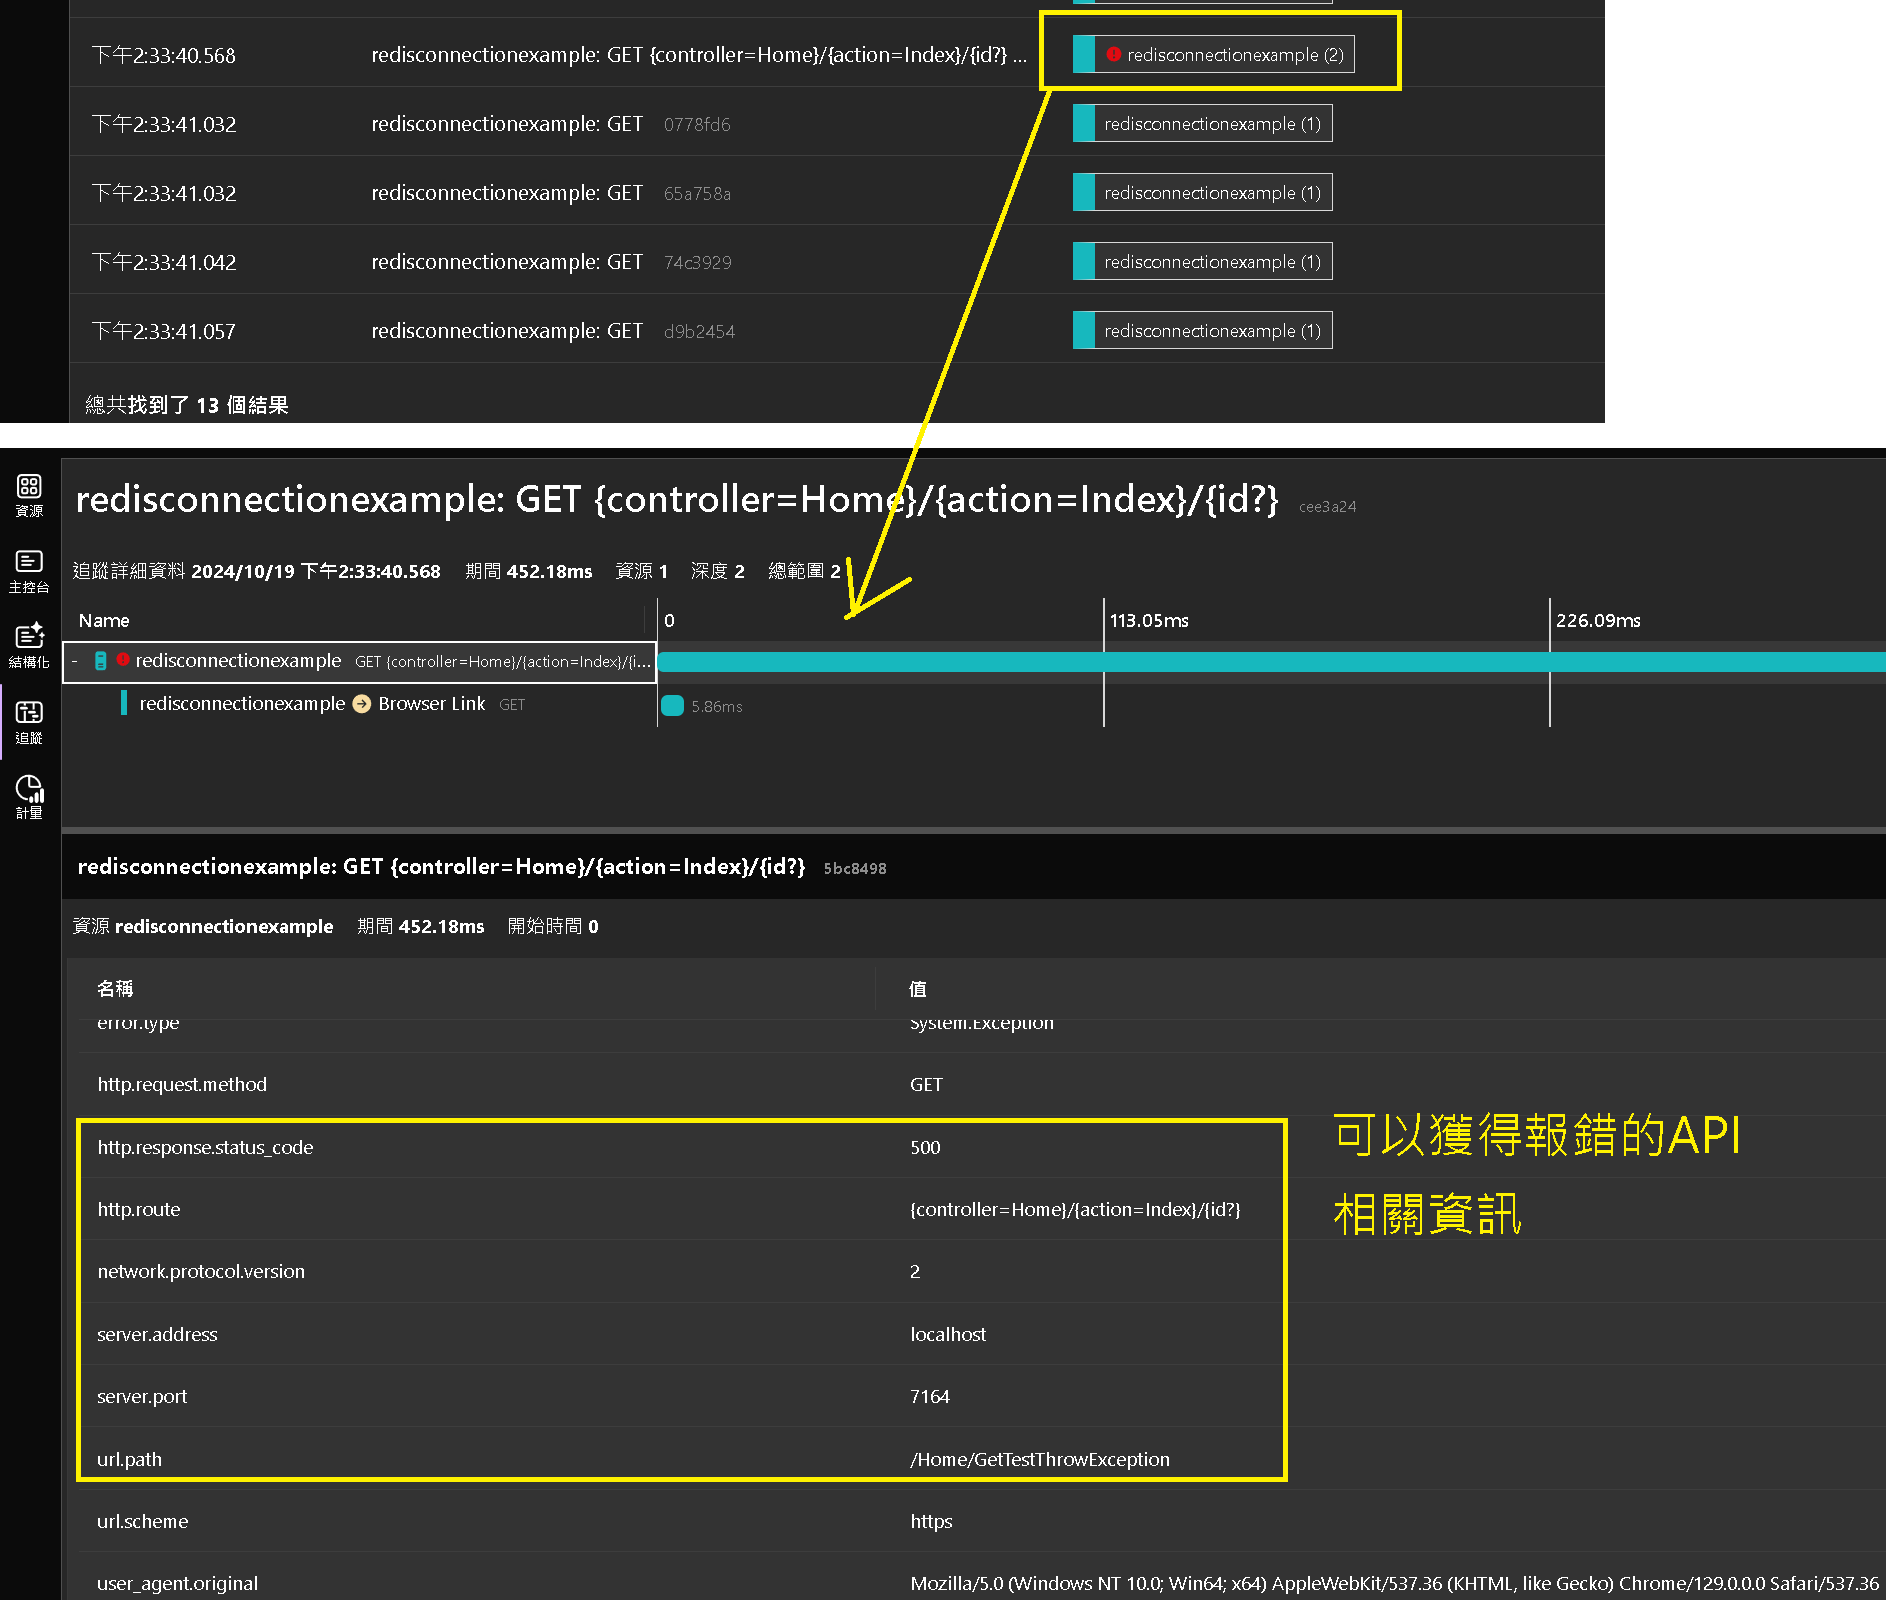 下午2:33:40.568 redisconnectionexample: GET {controller=Home}/{action=Index}/{id?} ... redisconnectionexample (2)
下午2:33:41.032 redisconnectionexample: GET 0778fd6 redisconnectionexample (1)
下午2:33:41.032 redisconnectionexample: GET 65a758a redisconnectionexample (1)
下午2:33:41.042 redisconnectionexample: GET 74c3929 redisconnectionexample (1)
下午2:33:41.057 redisconnectionexample: GET d9b2454 redisconnectionexample (1)
總共找到了 13 個結果
資源
主控台
結構化
追蹤
計量
redisconnectionexample: GET {controller=Home}/{action=Index}/{id?} cee3a24
追蹤詳細資料 2024/10/19 下午2:33:40.568 期間 452.18ms 資源 1 深度 2 總範圍 2
Name 0 113.05ms 226.09ms
- redisconnectionexample GET {controller=Home}/{action=Index}/{i...
redisconnectionexample Browser Link GET 5.86ms
redisconnectionexample: GET {controller=Home}/{action=Index}/{id?} 5bc8498
資源 redisconnectionexample 期間 452.18ms 開始時間 0
名稱 值
error.type System.Exception
http.request.method GET
http.response.status_code 500
http.route {controller=Home}/{action=Index}/{id?}
network.protocol.version 2
server.address localhost
server.port 7164
url.path /Home/GetTestThrowException
url.scheme https
user_agent.original Mozilla/5.0 (Windows NT 10.0; Win64; x64) AppleWebKit/537.36 (KHTML, like Gecko) Chrome/129.0.0.0 Safari/537.36
可以獲得報錯的API
相關資訊